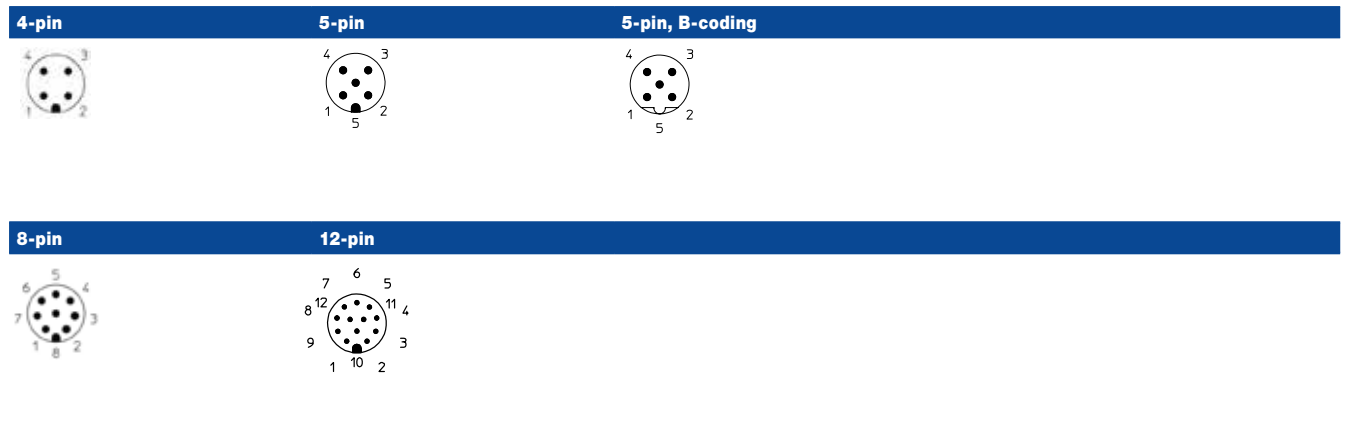 4-pin 5-pin 5-pin, B-coding
4 3 4 3 4 3
1 2 1 2 1 2
5 5
8-pin 12-pin
5 6
6 4 7 5
8 12 11 4
7 3
9 3
1 8 2 1 10 2